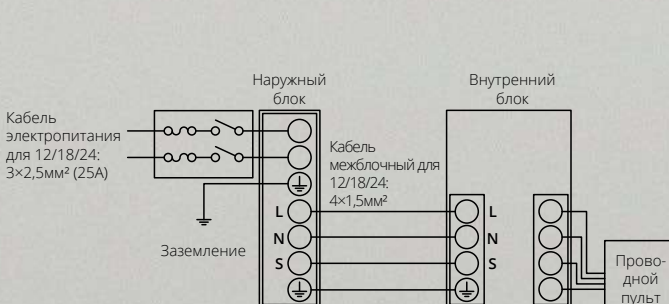 Наружный
блок
Внутренний
блок
Кабель
электропитания
для 12/18/24:
3×2,5мм² (25А)
Кабель
межблочный для
12/18/24:
4×1,5мм²
Заземление
L
N
S
L
N
S
Прово-
дной
пульт